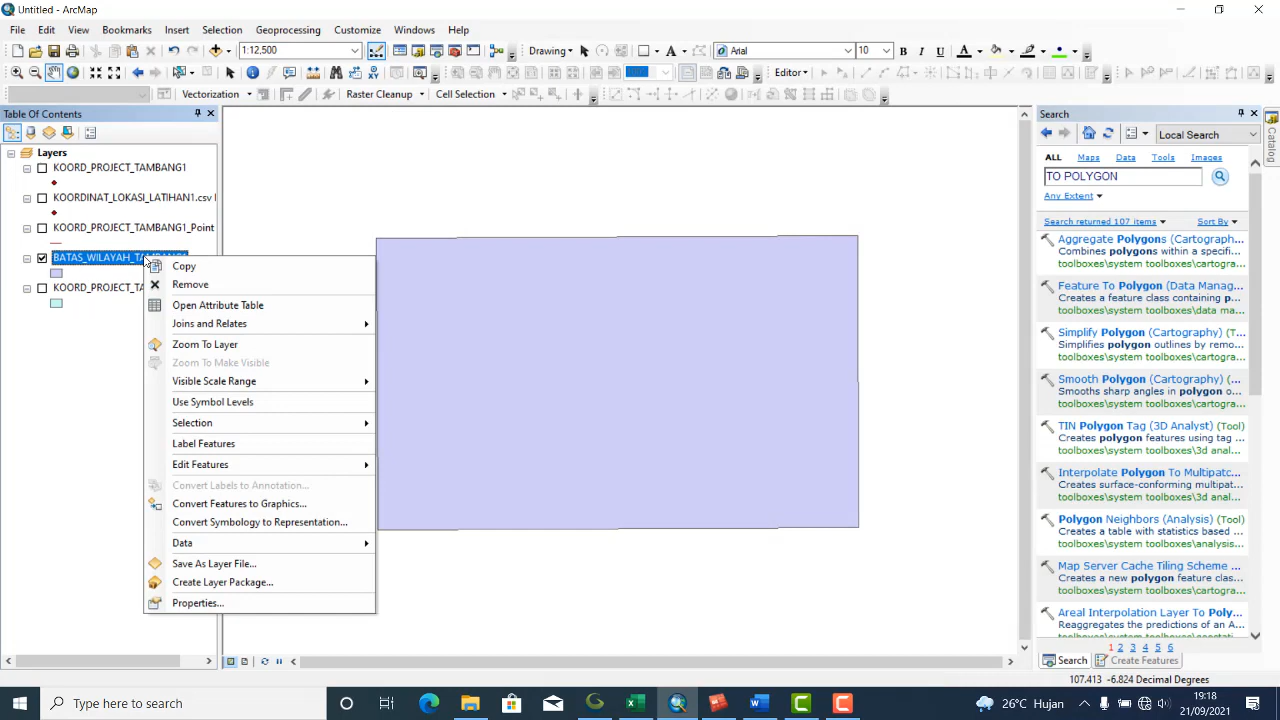 Untitled - ArcMap
File Edit View Bookmarks Insert Selection Geoprocessing Customize Windows Help
1:12,500 Drawing Arial 10 B I U A
Editor
Vectorization Raster Cleanup Cell Selection
Table Of Contents
Layers
KOORD_PROJECT_TAMBANG1
KOORDINAT_LOKASI_LATIHAN1.csv
KOORD_PROJECT_TAMBANG1_Point
BATAS_WILAYAH_
KOORD_PROJECT_TA
Copy
Remove
Open Attribute Table
Joins and Relates
Zoom To Layer
Zoom To Make Visible
Visible Scale Range
Use Symbol Levels
Selection
Label Features
Edit Features
Convert Labels to Annotation...
Convert Features to Graphics...
Convert Symbology to Representation...
Data
Save As Layer File...
Create Layer Package...
Properties...
Search
Local Search
ALL Maps Data Tools Images
TO POLYGON
Any Extent
Search returned 107 items Sort By
Aggregate Polygons (Cartograph...
Combines polygons within a specifi...
toolboxes\system toolboxes\cartogra...
Feature To Polygon (Data Manag...
Creates a feature class containing p...
toolboxes\system toolboxes\data ma...
Simplify Polygon (Cartography) (T...
Simplifies polygon outlines by remo...
toolboxes\system toolboxes\cartogra...
Smooth Polygon (Cartography) (...
Smooths sharp angles in polygon o...
toolboxes\system toolboxes\cartogra...
TIN Polygon Tag (3D Analyst) (Tool)
Creates polygon features using tag ...
toolboxes\system toolboxes\3d anal...
Interpolate Polygon To Multipatc...
Creates surface-conforming multipat...
toolboxes\system toolboxes\3d anal...
Polygon Neighbors (Analysis) (Tool)
Creates a table with statistics based ...
toolboxes\system toolboxes\analysis...
Map Server Cache Tiling Scheme ...
Creates a new polygon feature clas...
toolboxes\system toolboxes\cartogra...
Areal Interpolation Layer To Poly...
Reaggregates the predictions of an A...
1 2 3 4 5 6
Search Create Features
Catalog
107.413 -6.824 Decimal Degrees
Type here to search
26°C Hujan
19:18
21/09/2021